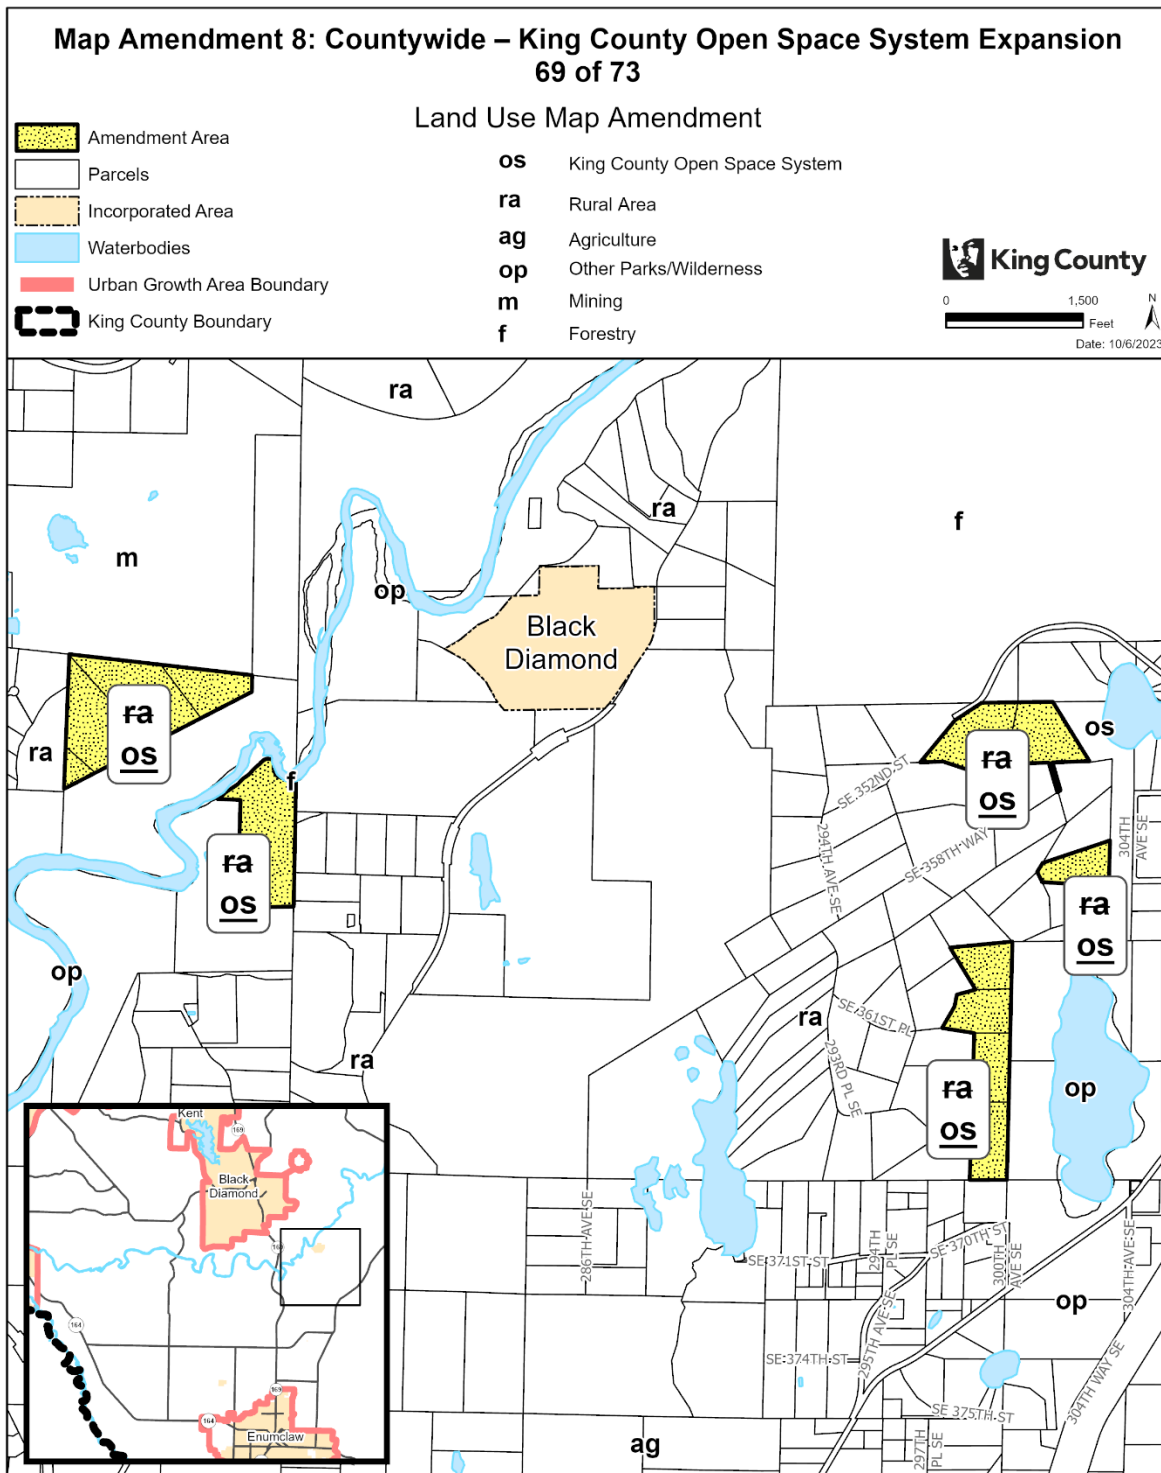 Map Amendment 8: Countywide – King County Open Space System Expansion
69 of 73
Land Use Map Amendment
Amendment Area
Parcels
Incorporated Area
Waterbodies
Urban Growth Area Boundary
King County Boundary
os King County Open Space System
ra Rural Area
ag Agriculture
op Other Parks/Wilderness
m Mining
f Forestry
King County
0 1,500
Feet
N
Date: 10/6/2023
ra
ra
f
m
op
Black
Diamond
ra
os
ra
os
ra
f
ra
os
ra
os
SE 352ND ST
304TH
AVE SE
294TH AVE SE
SE 358TH WAY
ra
os
op
ra
SE 361ST PL
293RD PL SE
ra
ra
os
op
286TH AVE SE
SE 371ST ST
294TH
PL SE
SE 370TH ST
300TH
AVE SE
304TH AVE SE
op
295TH AVE SE
SE 374TH ST
304TH WAY SE
SE 375TH ST
297TH
PL SE
ag
Kent
169
Black
Diamond
169
164
169
164
Enumclaw